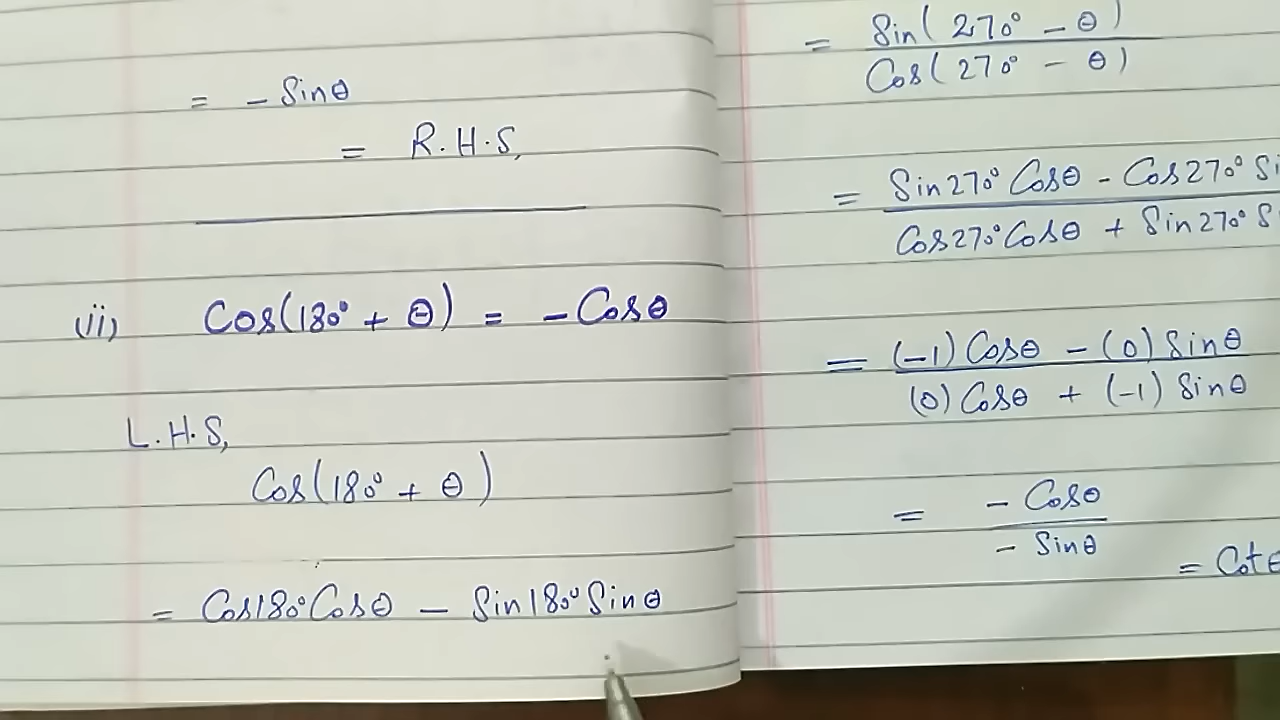 = - Sinθ
= R.H.S,
(ii) Cos(180° + θ) = - Cosθ
L.H.S,
Cos(180° + θ)
= Cos180° Cosθ - Sin180° Sinθ
= Sin(270° - θ)
Cos(270° - θ)
= Sin270° Cosθ - Cos270° Si
Cos270° Cosθ + Sin270° S
= (-1) Cosθ - (0) Sinθ
(0) Cosθ + (-1) Sinθ
= - Cosθ
- Sinθ
= Cotθ